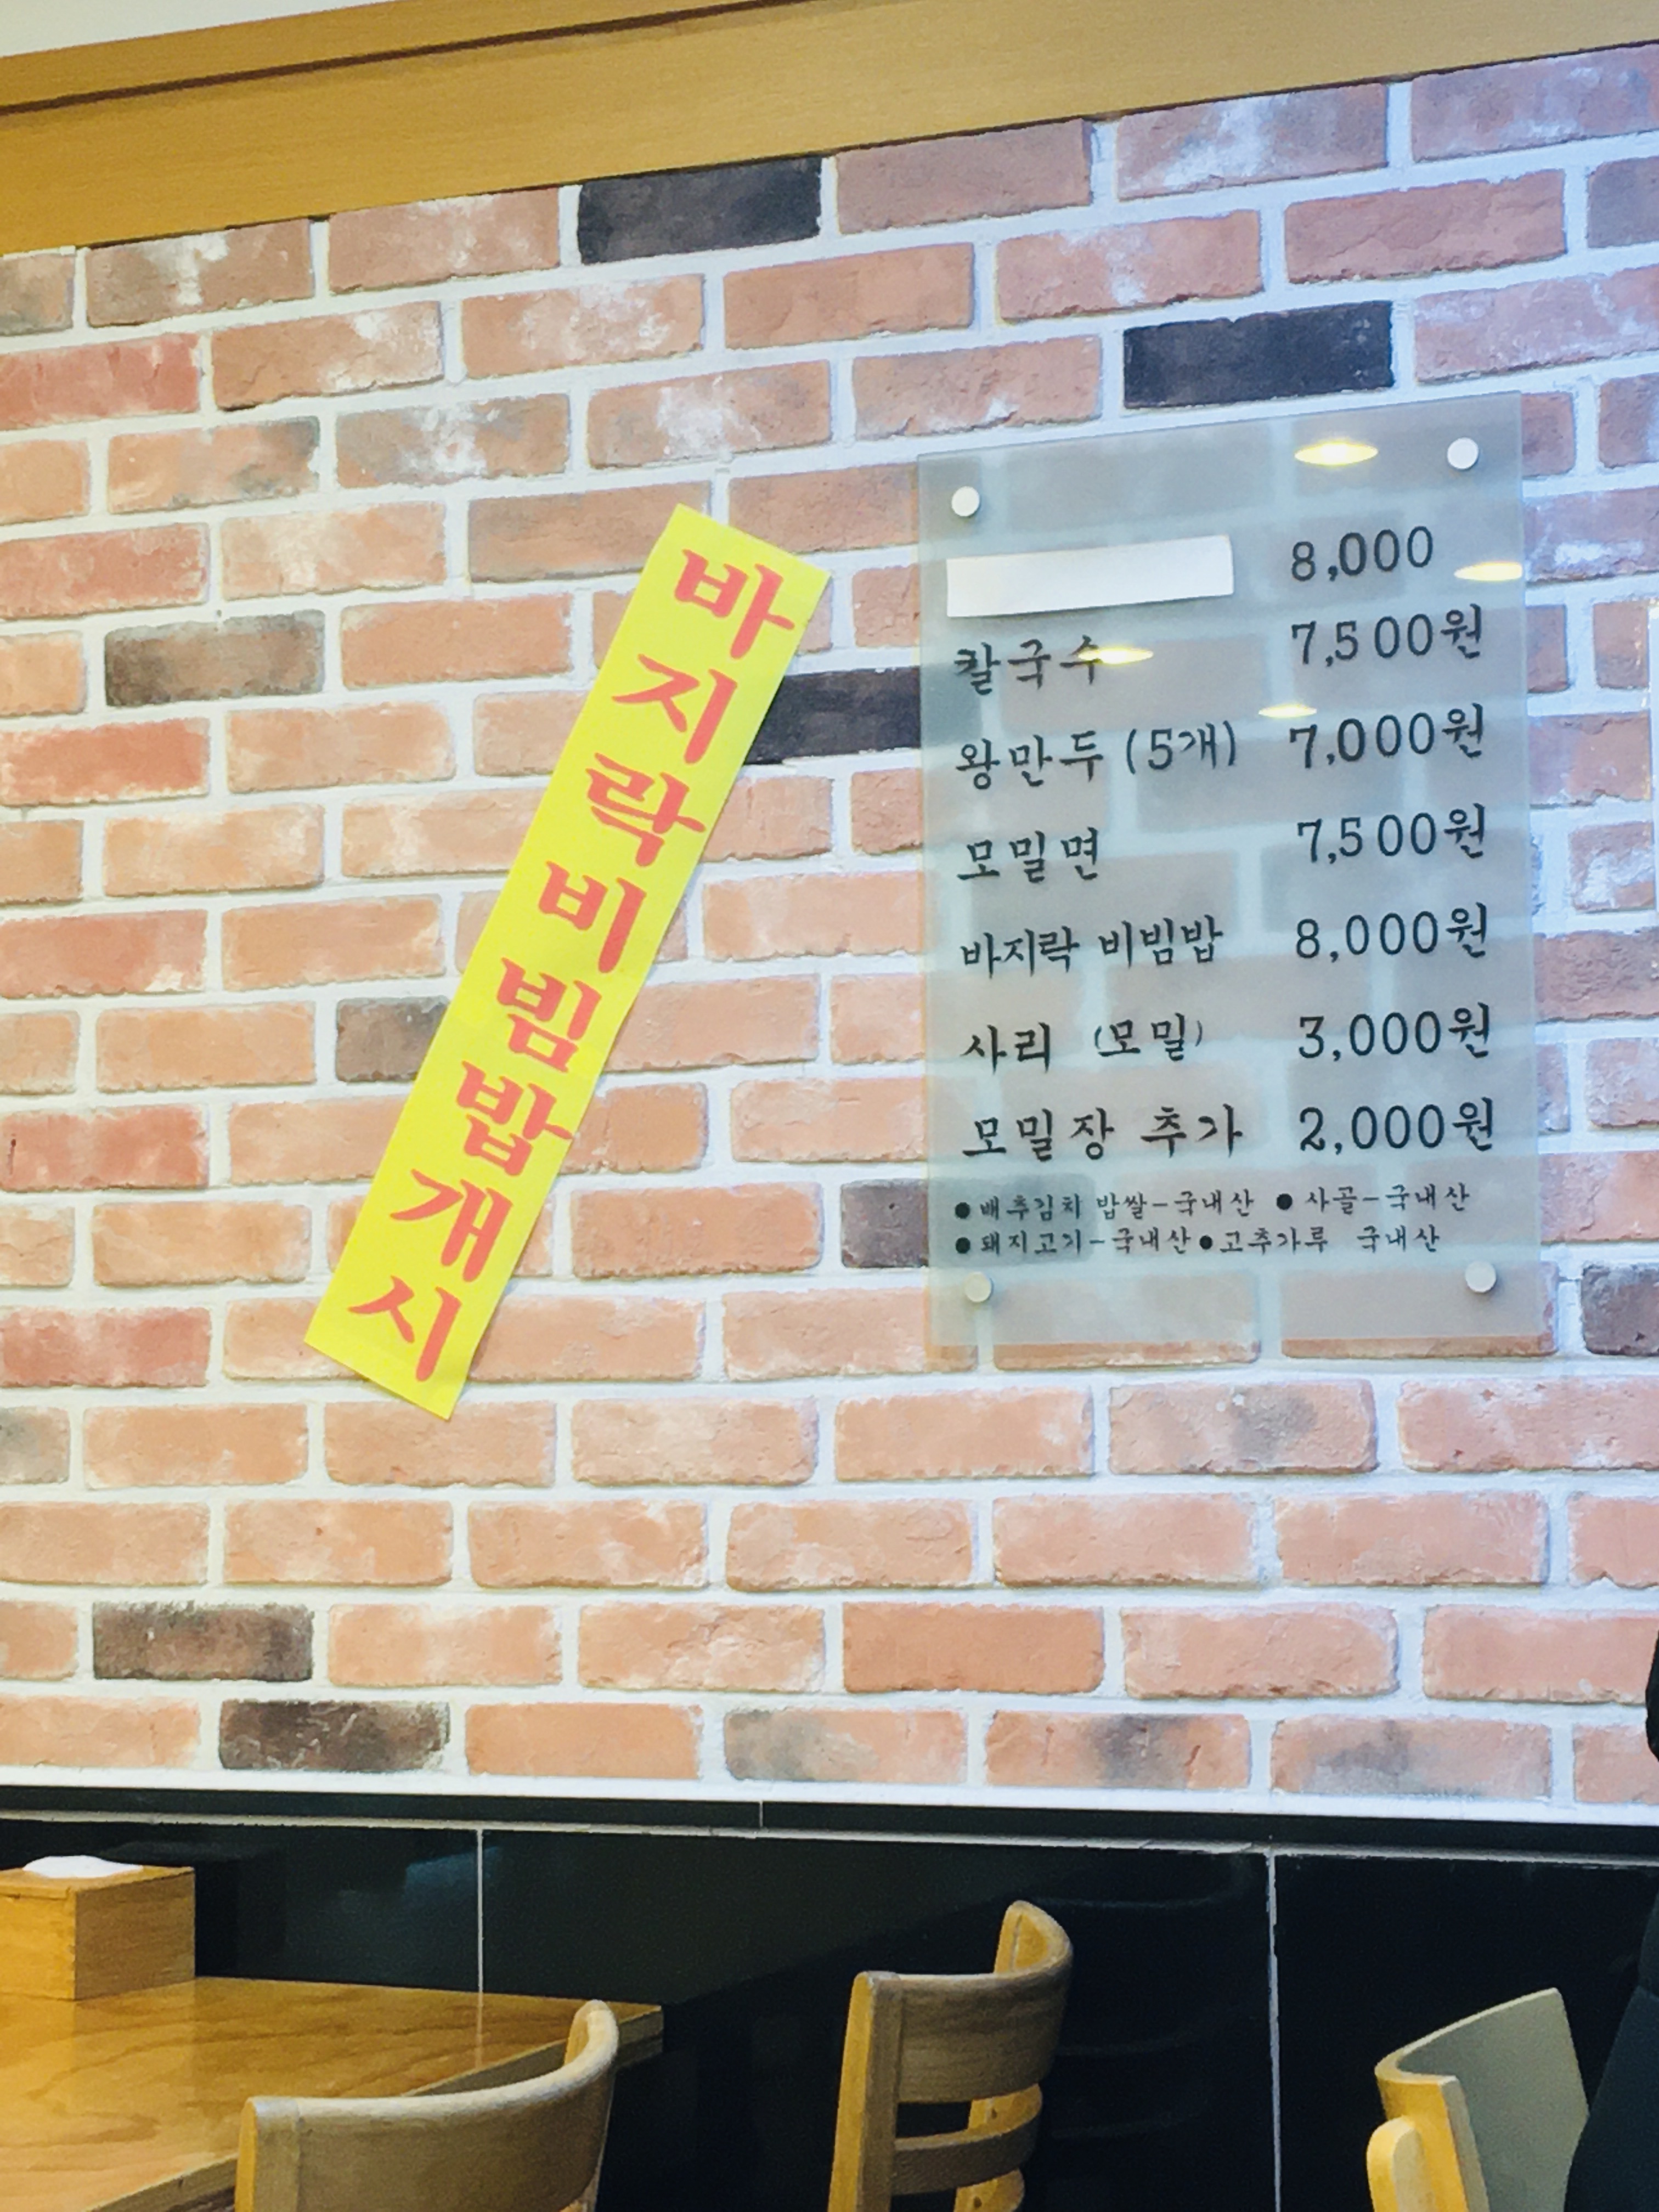 바지락비빔밥개시
8,000
칼국수 7,500원
왕만두 (5개) 7,000원
모밀면 7,500원
바지락 비빔밥 8,000원
사리 (모밀) 3,000원
모밀장 추가 2,000원
●배추김치 밥쌀-국내산 ●사골-국내산
●돼지고기-국내산●고추가루 국내산